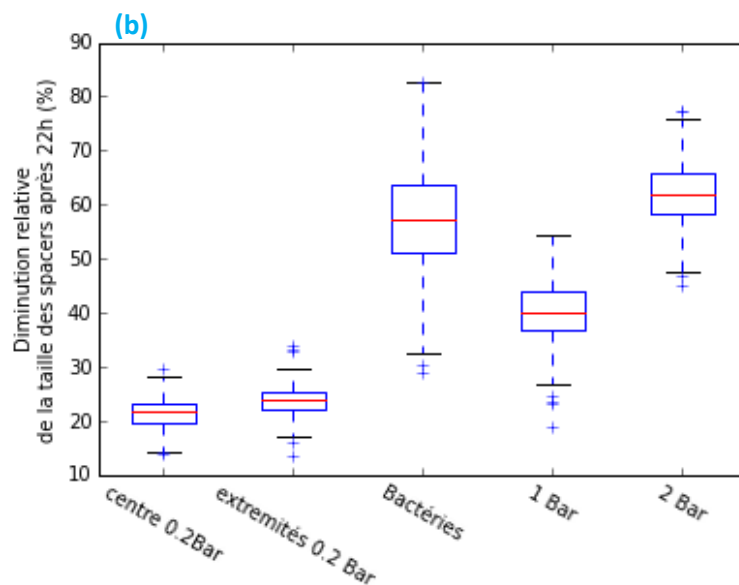 (b)
Diminution relative
de la taille des spacers après 22h (%)
90
80
70
60
50
40
30
20
10
centre 0.2Bar
extremités 0.2 Bar
Bactéries
1 Bar
2 Bar